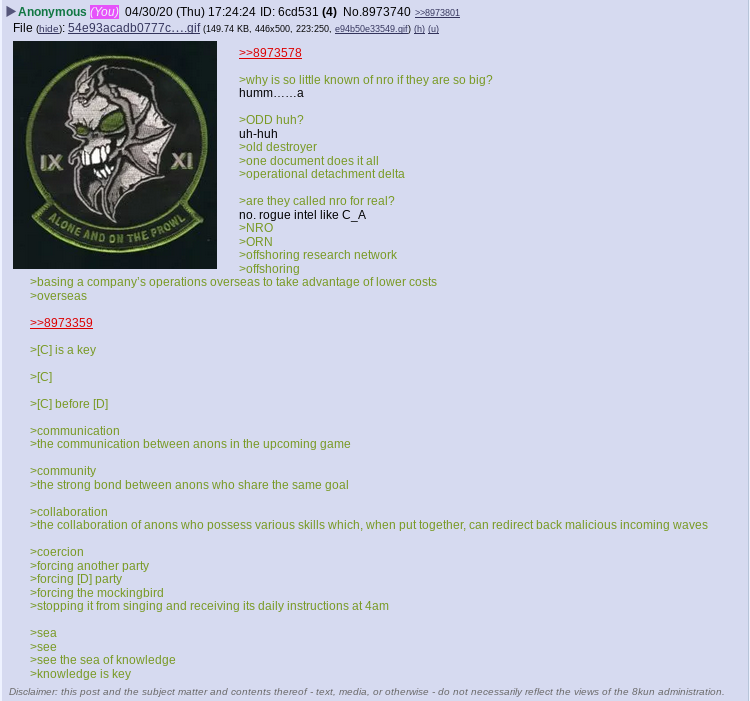 ▶Anonymous (You) 04/30/20 (Thu) 17:24:24 ID: 6cd531 (4) No.8973740 >>8973801
File (hide): 54e93acadb0777c….gif (149.74 KB, 446x500, 223:250, e94b50e33549.gif) (h) (u)
IX XI
ALONE AND ON THE PROWL
>>8973578
>why is so little known of nro if they are so big?
humm……a
>ODD huh?
uh-huh
>old destroyer
>one document does it all
>operational detachment delta
>are they called nro for real?
no. rogue intel like C_A
>NRO
>ORN
>offshoring research network
>offshoring
>basing a company’s operations overseas to take advantage of lower costs
>overseas
>>8973359
>[C] is a key
>[C]
>[C] before [D]
>communication
>the communication between anons in the upcoming game
>community
>the strong bond between anons who share the same goal
>collaboration
>the collaboration of anons who possess various skills which, when put together, can redirect back malicious incoming waves
>coercion
>forcing another party
>forcing [D] party
>forcing the mockingbird
>stopping it from singing and receiving its daily instructions at 4am
>sea
>see
>see the sea of knowledge
>knowledge is key
Disclaimer: this post and the subject matter and contents thereof - text, media, or otherwise - do not necessarily reflect the views of the 8kun administration.